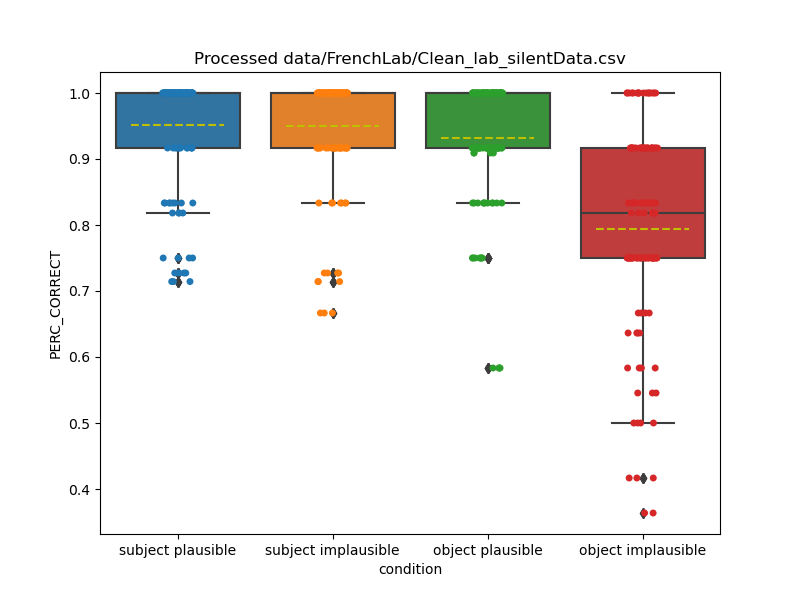 Processed data/FrenchLab/Clean_lab_silentData.csv
PERC_CORRECT
1.0
0.9
0.8
0.7
0.6
0.5
0.4
subject plausible
subject implausible
object plausible
object implausible
condition